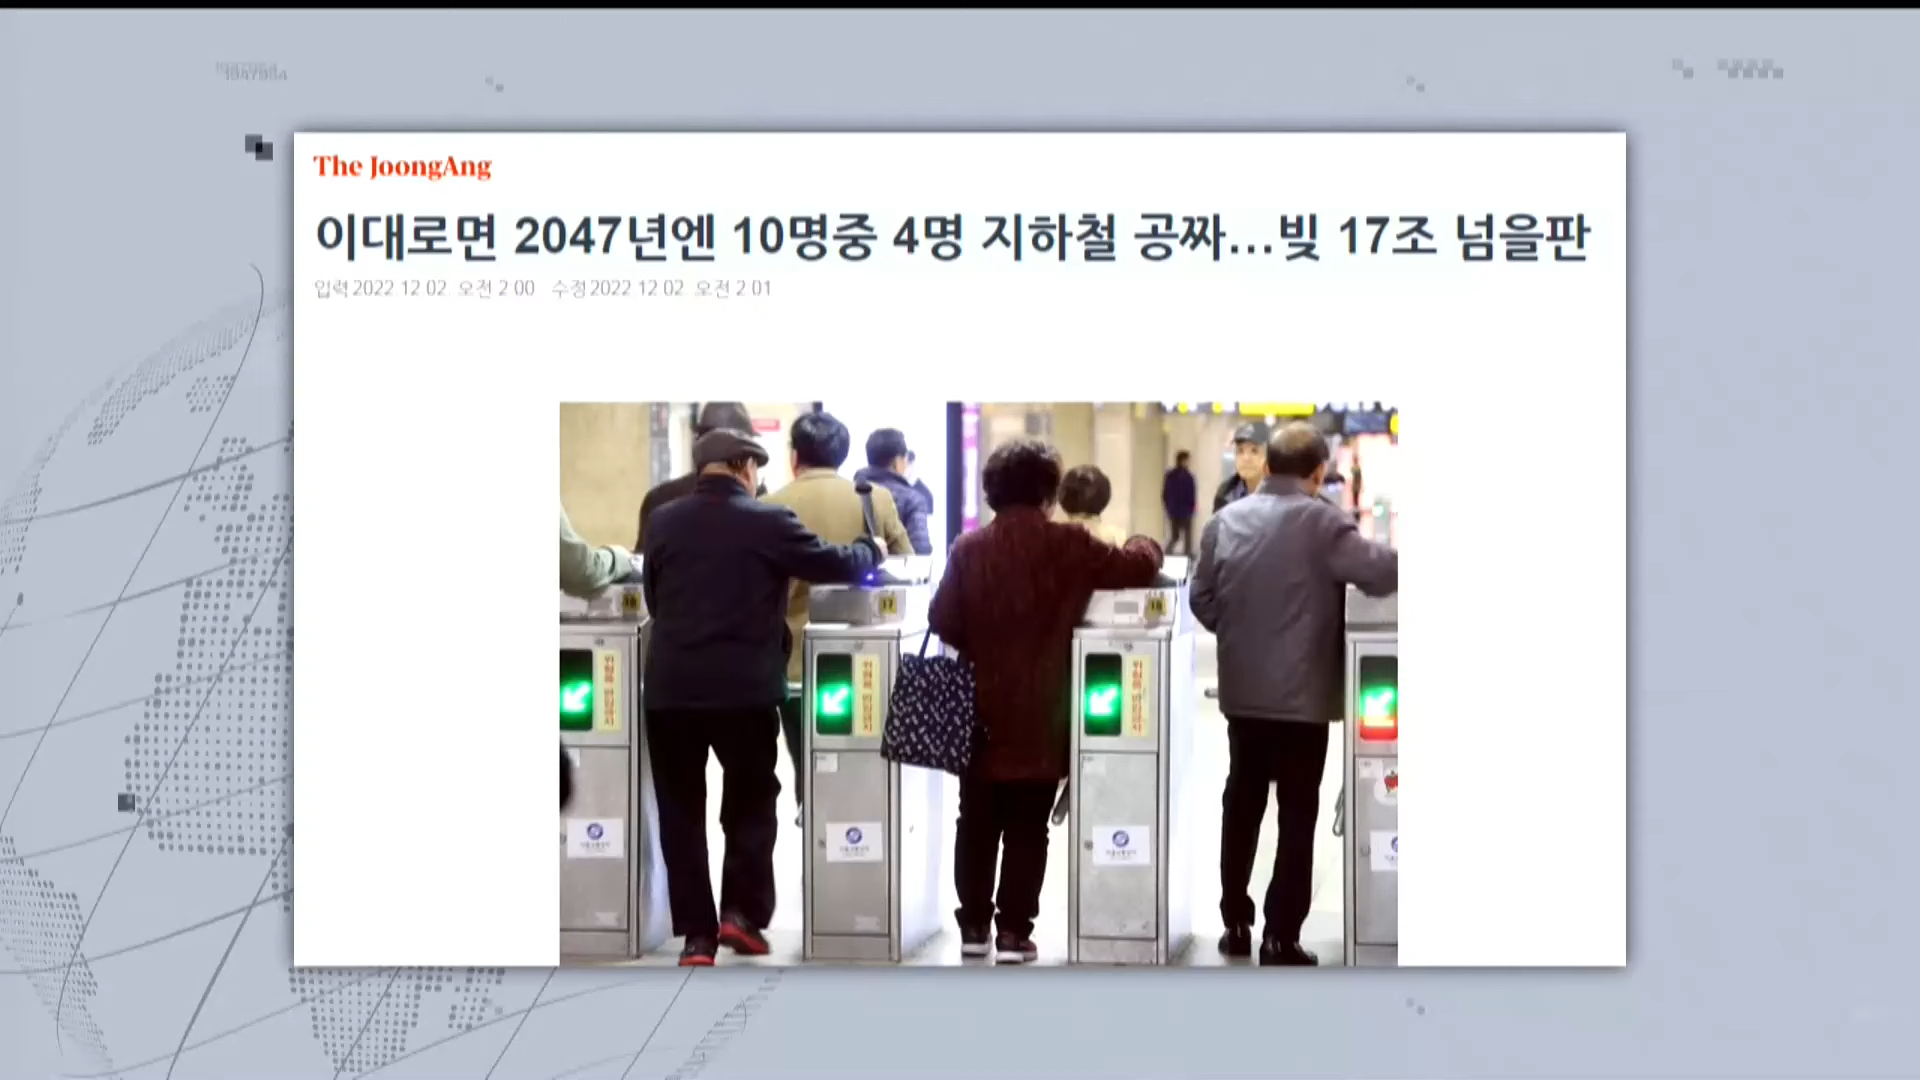 The JoongAng
이대로면 2047년엔 10명중 4명 지하철 공짜...빚 17조 넘을판
입력 2022 12 02 오전 2 00 수정 2022 12 02 오전 2 01
17
18